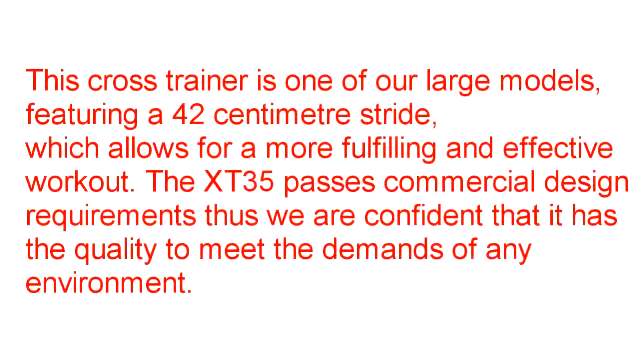 This cross trainer is one of our large models,
featuring a 42 centimetre stride,
which allows for a more fulfilling and effective
workout. The XT35 passes commercial design
requirements thus we are confident that it has
the quality to meet the demands of any
environment.